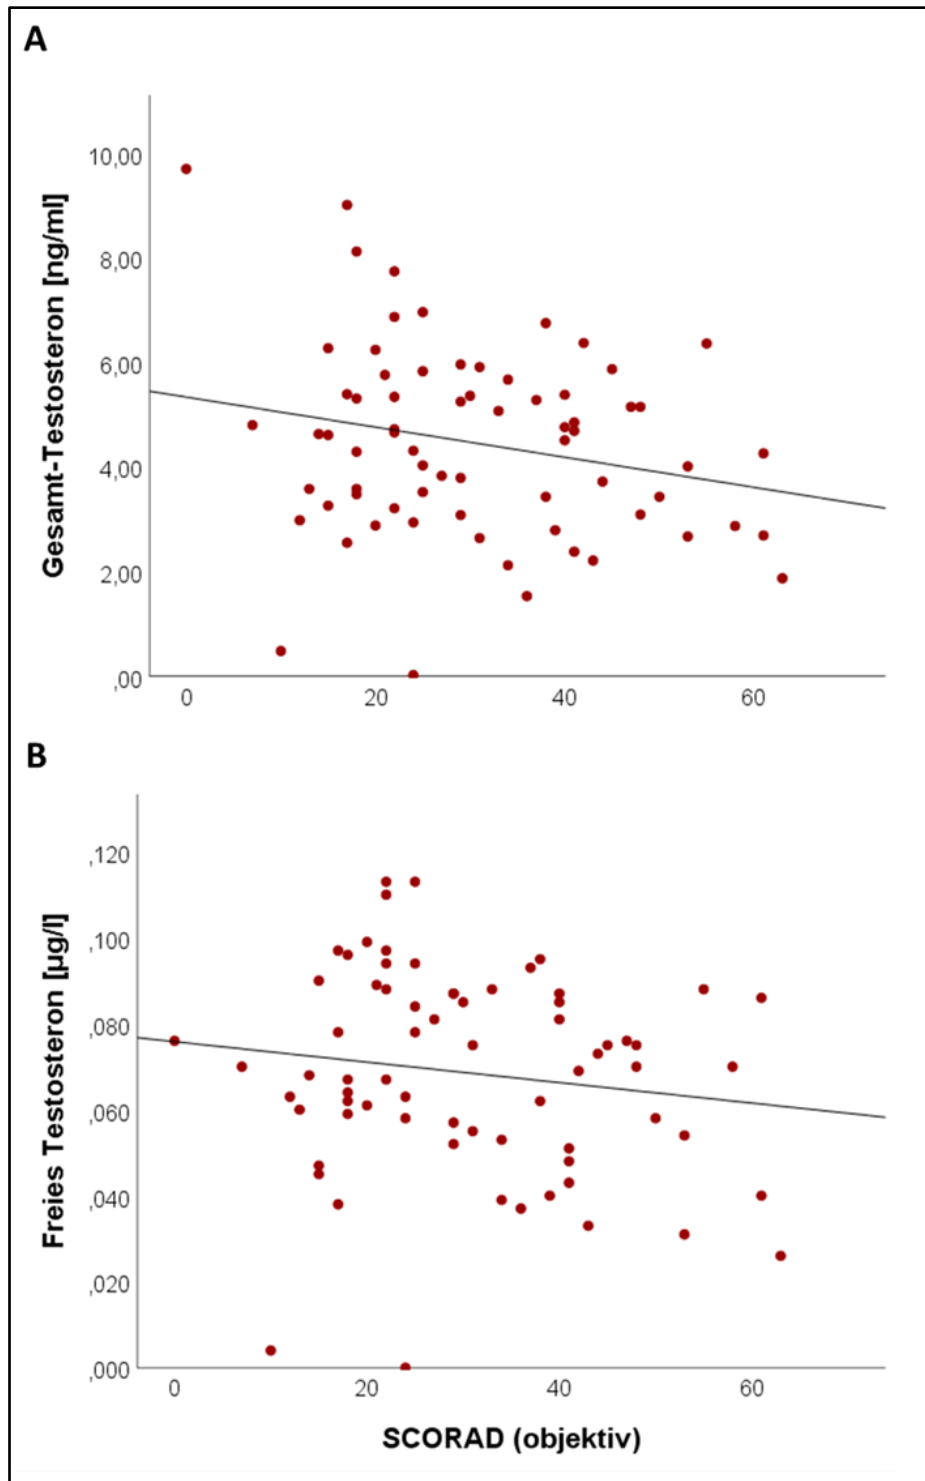 A
Gesamt-Testosteron [ng/ml]
10,00
8,00
6,00
4,00
2,00
,00
0 20 40 60
B
Freies Testosteron [µg/l]
,120
,100
,080
,060
,040
,020
,000
0 20 40 60
SCORAD (objektiv)